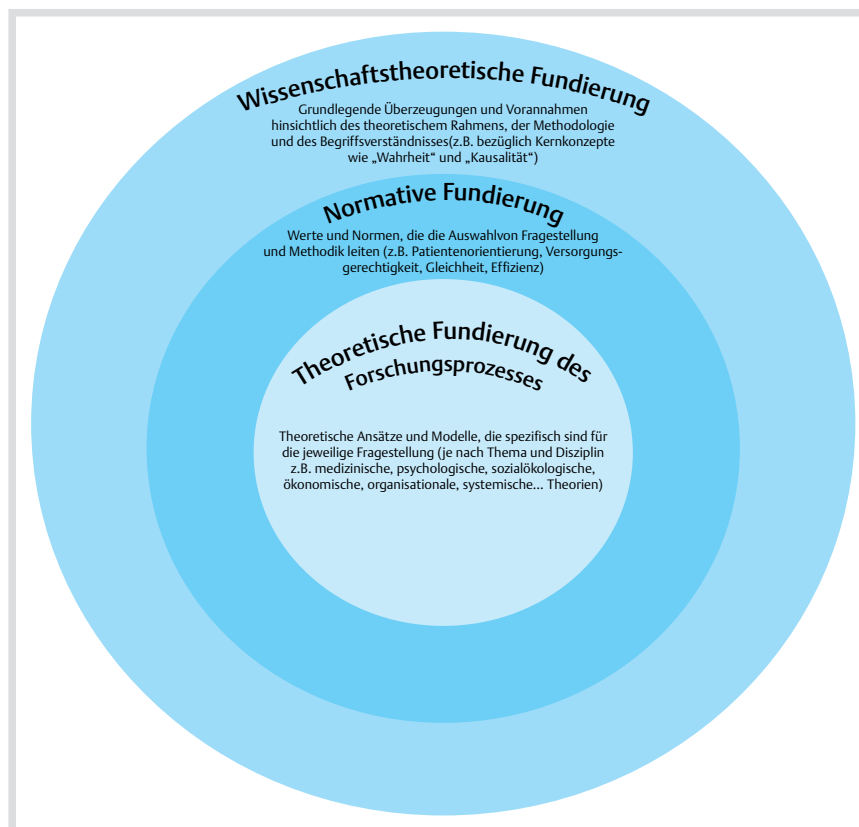 Wissenschaftstheoretische Fundierung
Grundlegende Überzeugungen und Vorannahmen
hinsichtlich des theoretischem Rahmens, der Methodologie
und des Begriffsverständnisses(z.B. bezüglich Kernkonzepte
wie „Wahrheit“ und „Kausalität“)
Normative Fundierung
Werte und Normen, die die Auswahlvon Fragestellung
und Methodik leiten (z.B. Patientenorientierung, Versorgungs-
gerechtigkeit, Gleichheit, Effizienz)
Theoretische Fundierung des
Forschungsprozesses
Theoretische Ansätze und Modelle, die spezifisch sind für
die jeweilige Fragestellung (je nach Thema und Disziplin
z.B. medizinische, psychologische, sozialökologische,
ökonomische, organisationale, systemische... Theorien)